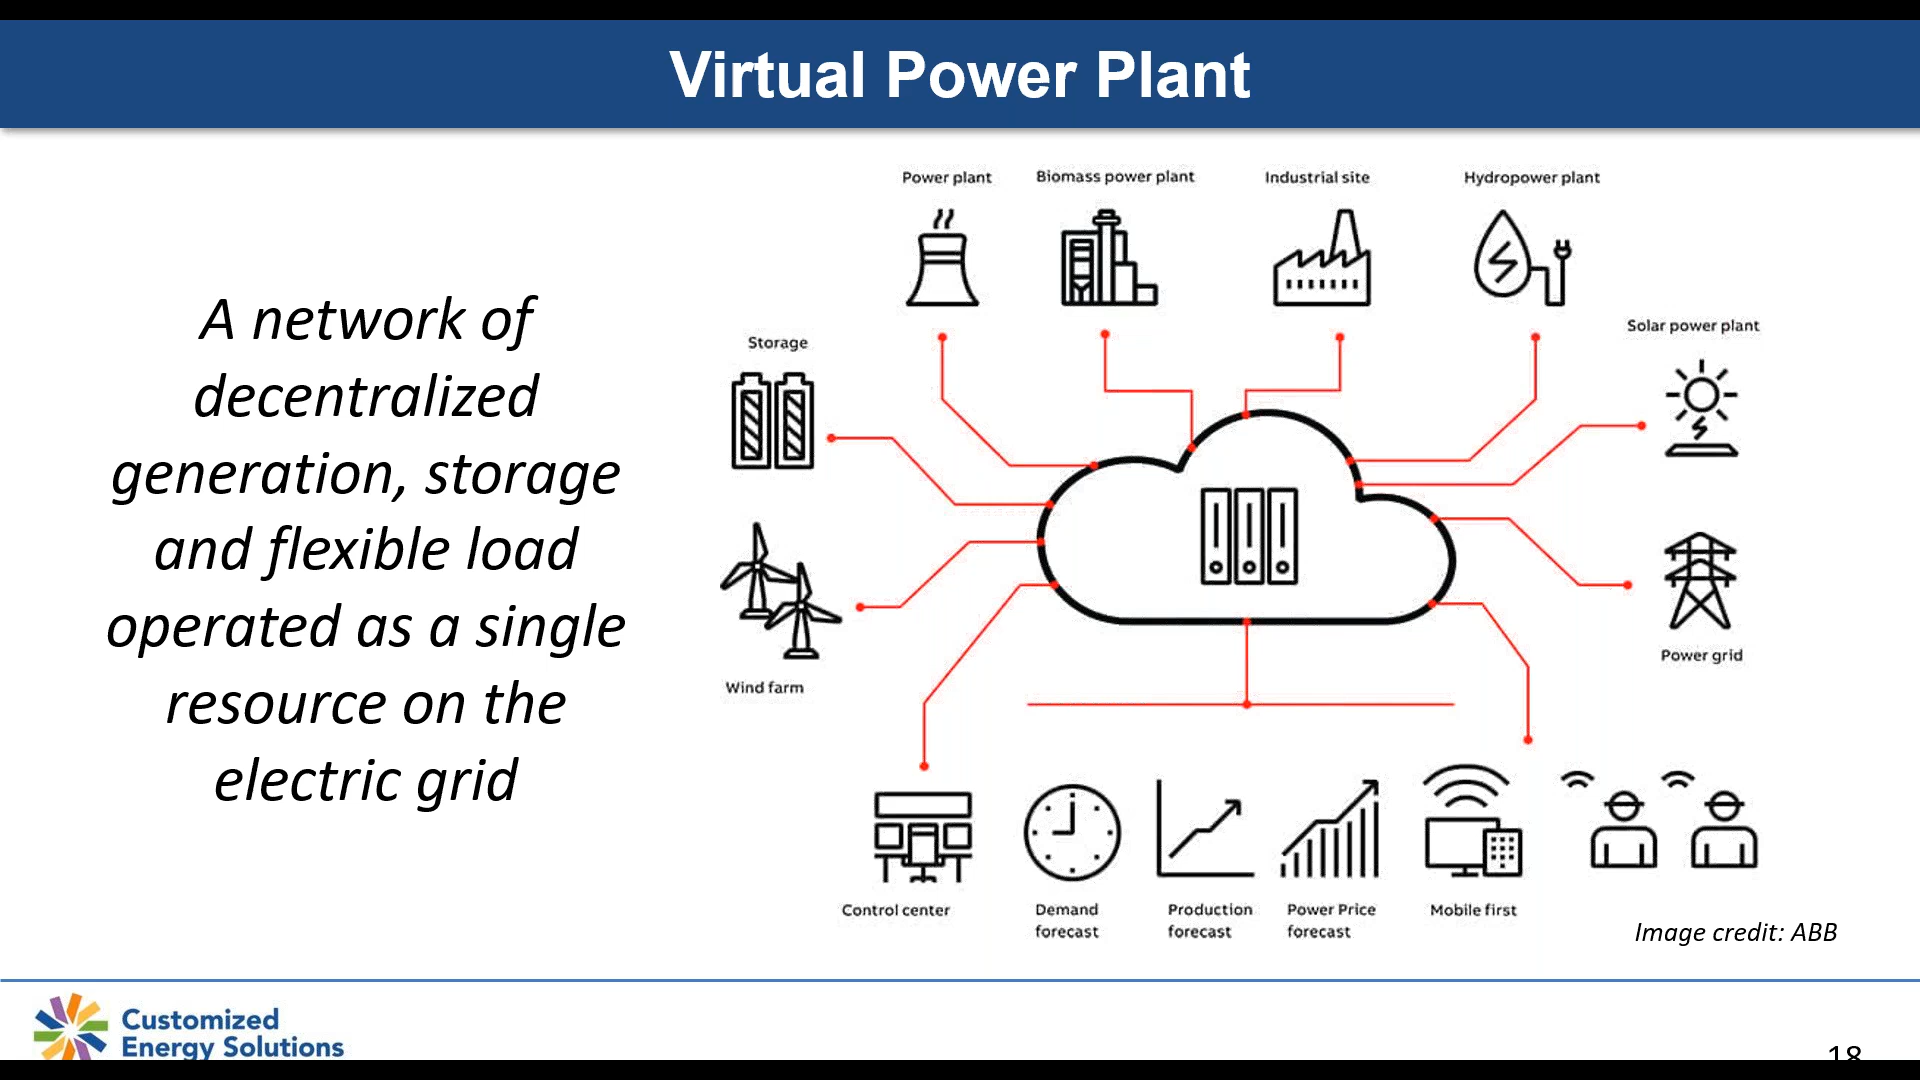 Virtual Power Plant
A network of
decentralized
generation, storage
and flexible load
operated as a single
resource on the
electric grid
Power plant
Biomass power plant
Industrial site
Hydropower plant
Storage
Solar power plant
Wind farm
Power grid
Control center
Demand
forecast
Production
forecast
Power Price
forecast
Mobile first
Image credit: ABB
Customized
Energy Solutions
18